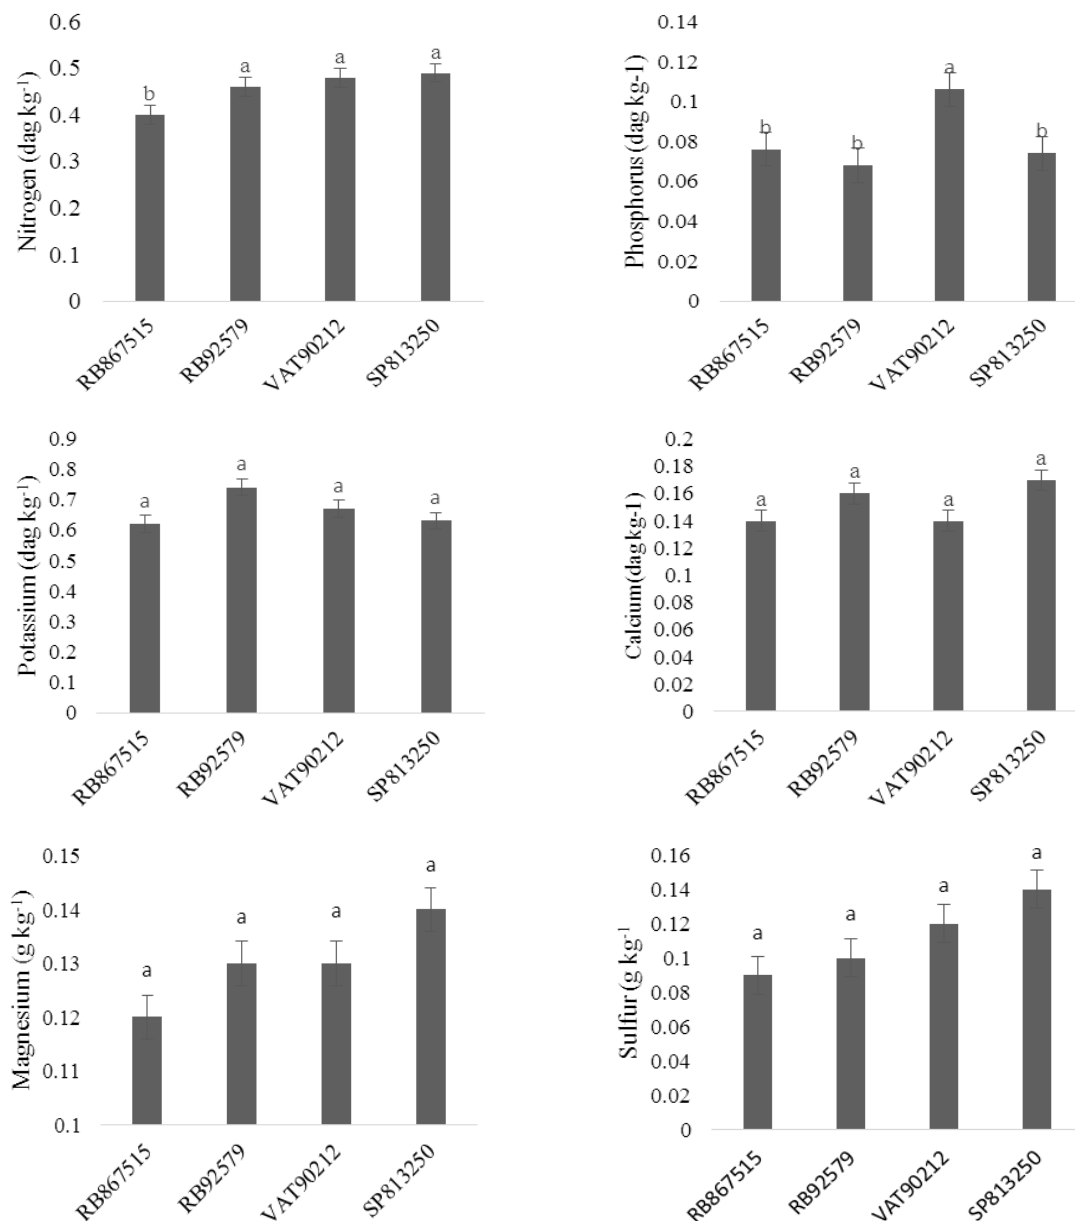 Nitrogen (dag kg-1)
0.6
0.5
0.4
0.3
0.2
0.1
0
b
a
a
a
RB867515
RB92579
VAT90212
SP813250
Phosphorus (dag kg-1)
0.14
0.12
0.1
0.08
0.06
0.04
0.02
0
b
b
a
b
RB867515
RB92579
VAT90212
SP813250
Potassium (dag kg-1)
0.9
0.8
0.7
0.6
0.5
0.4
0.3
0.2
0.1
0
a
a
a
a
RB867515
RB92579
VAT90212
SP813250
Calcium(dag kg-1)
0.2
0.18
0.16
0.14
0.12
0.1
0.08
0.06
0.04
0.02
0
a
a
a
a
RB867515
RB92579
VAT90212
SP813250
Magnesium (g kg-1)
0.15
0.14
0.13
0.12
0.11
0.1
a
a
a
a
RB867515
RB92579
VAT90212
SP813250
Sulfur (g kg-1
0.16
0.14
0.12
0.1
0.08
0.06
0.04
0.02
0
a
a
a
a
RB867515
RB92579
VAT90212
SP813250